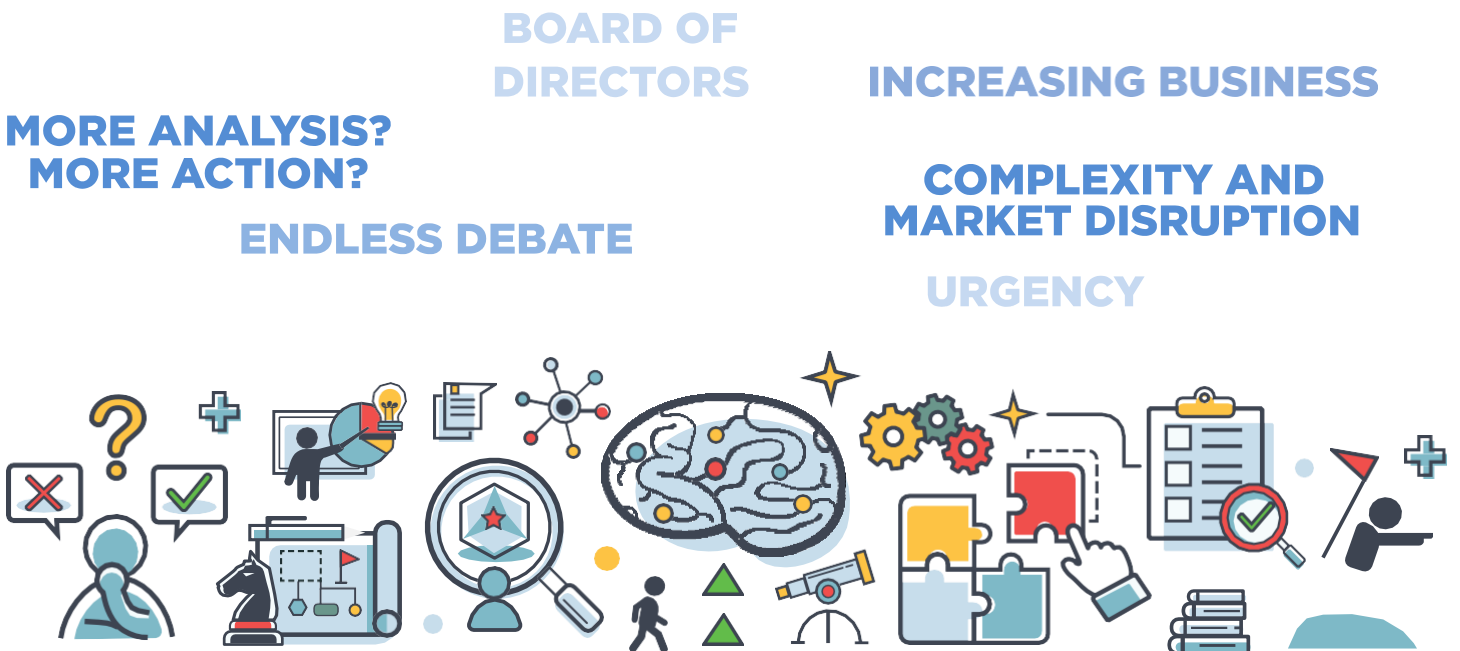 BOARD OF
DIRECTORS
INCREASING BUSINESS
MORE ANALYSIS?
MORE ACTION?
COMPLEXITY AND
MARKET DISRUPTION
ENDLESS DEBATE
URGENCY